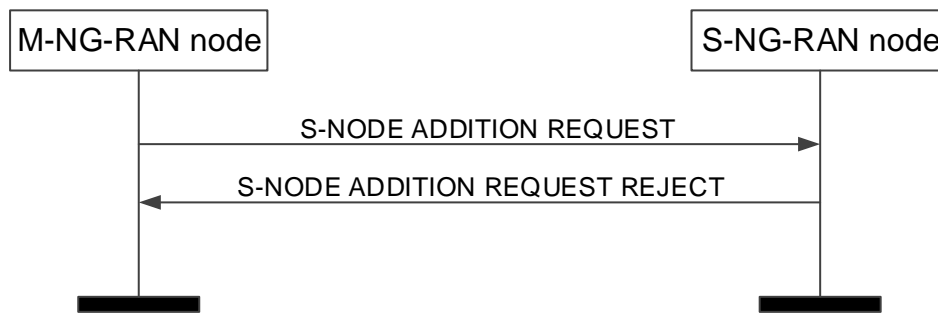 M-NG-RAN node
S-NG-RAN node
S-NODE ADDITION REQUEST
S-NODE ADDITION REQUEST REJECT